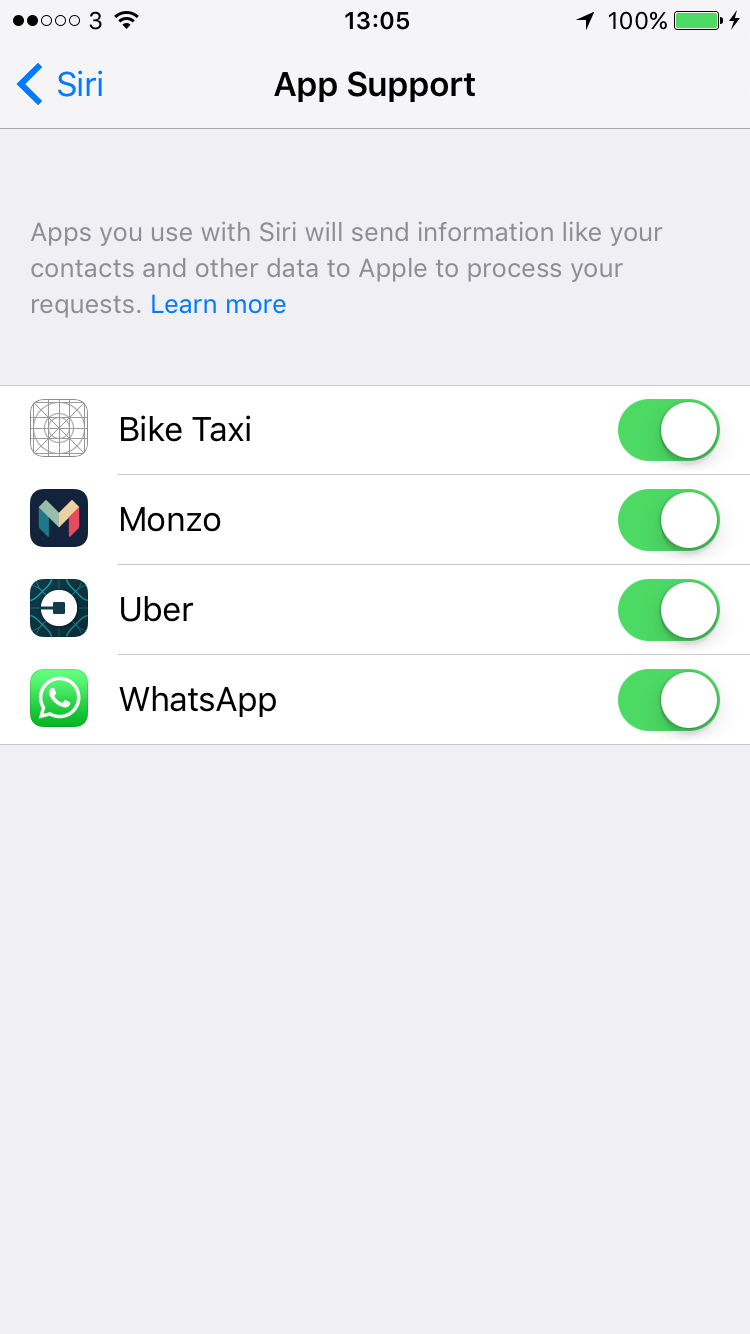 3 13:05 100%
Siri App Support
Apps you use with Siri will send information like your
contacts and other data to Apple to process your
requests. Learn more
Bike Taxi
Monzo
Uber
WhatsApp